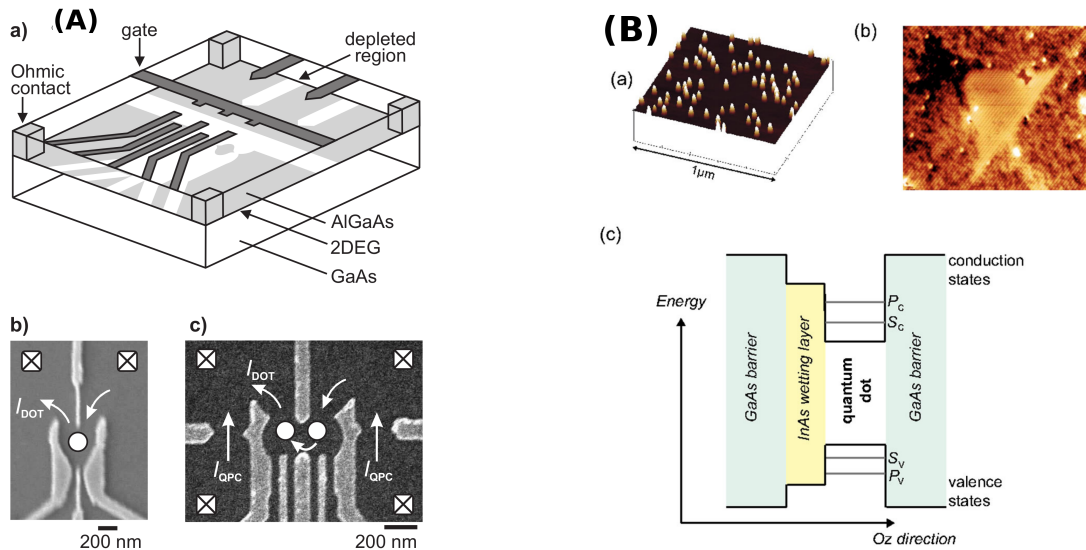 (A)
a)
gate
depleted
region
Ohmic
contact
AlGaAs
2DEG
GaAs
b)
I_DOT
200 nm
c)
I_DOT
I_QPC
I_QPC
200 nm
(B)
(a)
1µm
(b)
(c)
Energy
GaAs barrier
InAs wetting layer
quantum
dot
GaAs barrier
conduction
states
P_c
S_c
S_v
P_v
valence
states
Oz direction